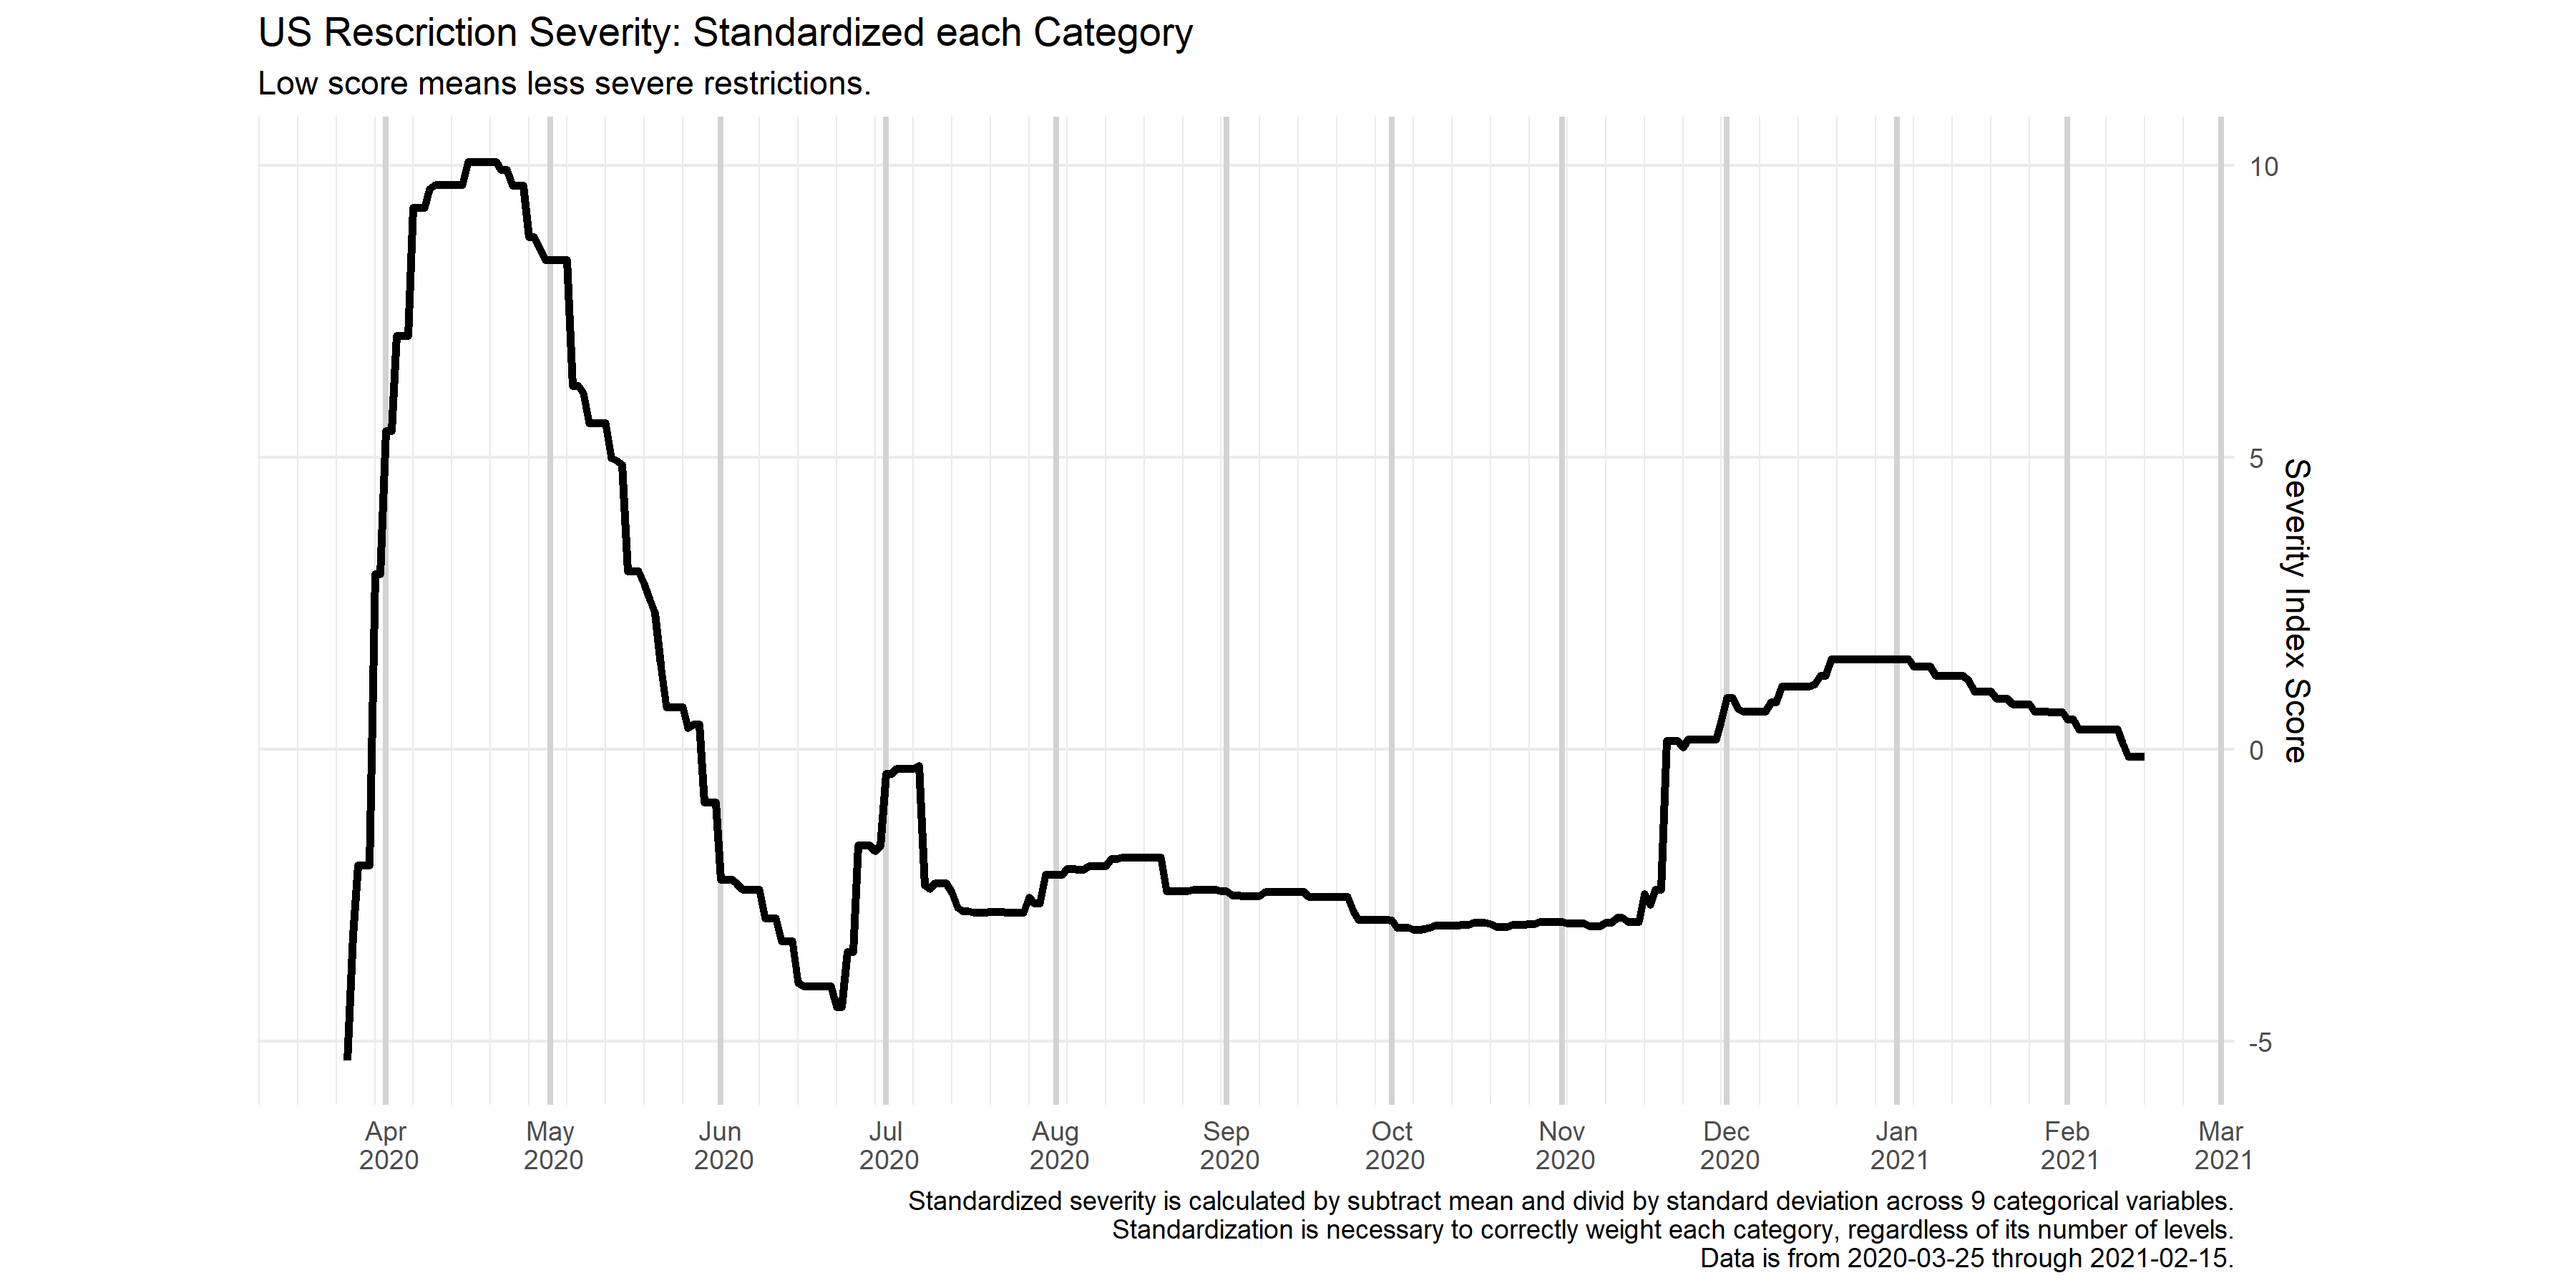 US Rescriction Severity: Standardized each Category
Low score means less severe restrictions.
10
5
0
-5
Severity Index Score
Apr May Jun Jul Aug Sep Oct Nov Dec Jan Feb Mar
2020 2020 2020 2020 2020 2020 2020 2020 2020 2021 2021 2021
Standardized severity is calculated by subtract mean and divid by standard deviation across 9 categorical variables.
Standardization is necessary to correctly weight each category, regardless of its number of levels.
Data is from 2020-03-25 through 2021-02-15.